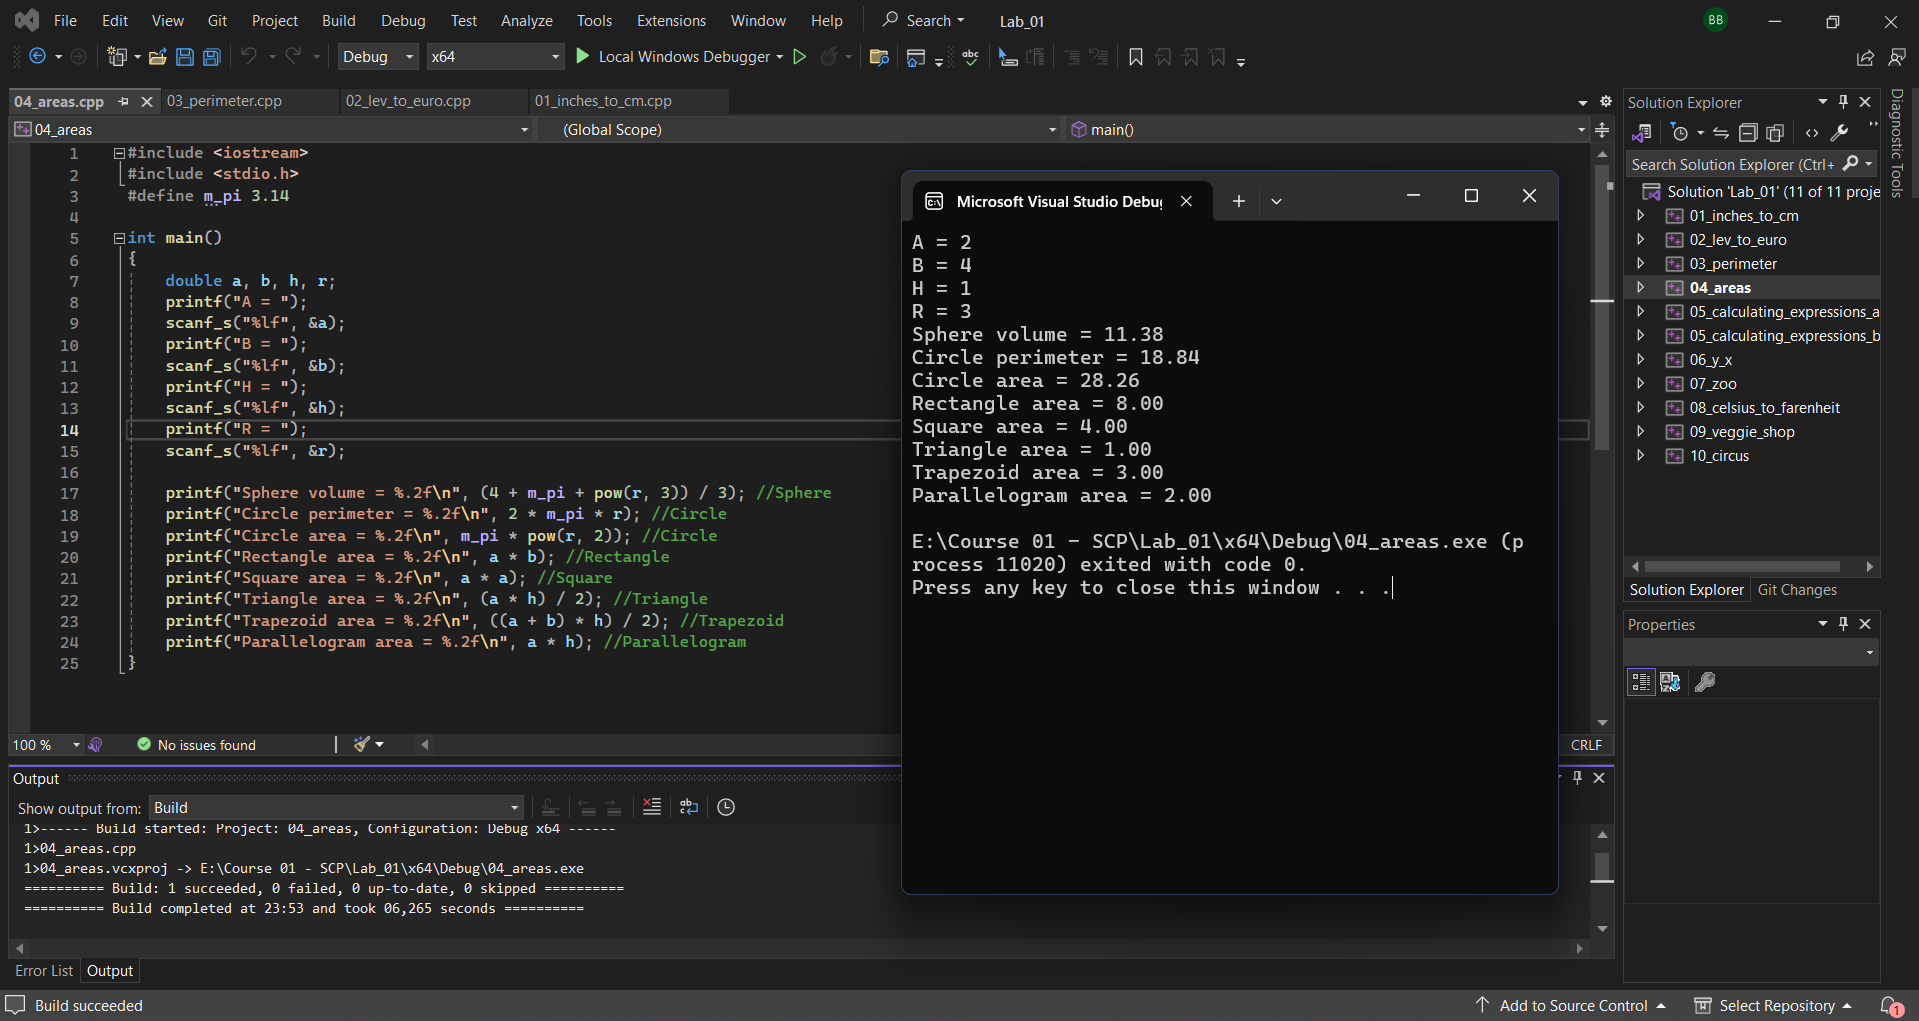 File Edit View Git Project Build Debug Test Analyze Tools Extensions Window Help Search Lab_01 BB
Debug x64 Local Windows Debugger abc
04_areas.cpp 03_perimeter.cpp 02_lev_to_euro.cpp 01_inches_to_cm.cpp
04_areas (Global Scope) main()
1 #include <iostream>
2 #include <stdio.h>
3 #define m_pi 3.14
4
5 int main()
6 {
7 double a, b, h, r;
8 printf("A = ");
9 scanf_s("%lf", &a);
10 printf("B = ");
11 scanf_s("%lf", &b);
12 printf("H = ");
13 scanf_s("%lf", &h);
14 printf("R = ");
15 scanf_s("%lf", &r);
16
17 printf("Sphere volume = %.2f\n", (4 + m_pi + pow(r, 3)) / 3); //Sphere
18 printf("Circle perimeter = %.2f\n", 2 * m_pi * r); //Circle
19 printf("Circle area = %.2f\n", m_pi * pow(r, 2)); //Circle
20 printf("Rectangle area = %.2f\n", a * b); //Rectangle
21 printf("Square area = %.2f\n", a * a); //Square
22 printf("Triangle area = %.2f\n", (a * h) / 2); //Triangle
23 printf("Trapezoid area = %.2f\n", ((a + b) * h) / 2); //Trapezoid
24 printf("Parallelogram area = %.2f\n", a * h); //Parallelogram
25 }
100 % No issues found
CRLF
Microsoft Visual Studio Debug
A = 2
B = 4
H = 1
R = 3
Sphere volume = 11.38
Circle perimeter = 18.84
Circle area = 28.26
Rectangle area = 8.00
Square area = 4.00
Triangle area = 1.00
Trapezoid area = 3.00
Parallelogram area = 2.00
E:\Course 01 - SCP\Lab_01\x64\Debug\04_areas.exe (p
rocess 11020) exited with code 0.
Press any key to close this window . . .
Output
Show output from: Build
1>------ Build started: Project: 04_areas, Configuration: Debug x64 ------
1>04_areas.cpp
1>04_areas.vcxproj -> E:\Course 01 - SCP\Lab_01\x64\Debug\04_areas.exe
========== Build: 1 succeeded, 0 failed, 0 up-to-date, 0 skipped ==========
========== Build completed at 23:53 and took 06,265 seconds ==========
Error List Output
Solution Explorer
Search Solution Explorer (Ctrl+
Solution 'Lab_01' (11 of 11 proje
01_inches_to_cm
02_lev_to_euro
03_perimeter
04_areas
05_calculating_expressions_a
05_calculating_expressions_b
06_y_x
07_zoo
08_celsius_to_farenheit
09_veggie_shop
10_circus
Solution Explorer Git Changes
Properties
Diagnostic Tools
Build succeeded Add to Source Control Select Repository 1